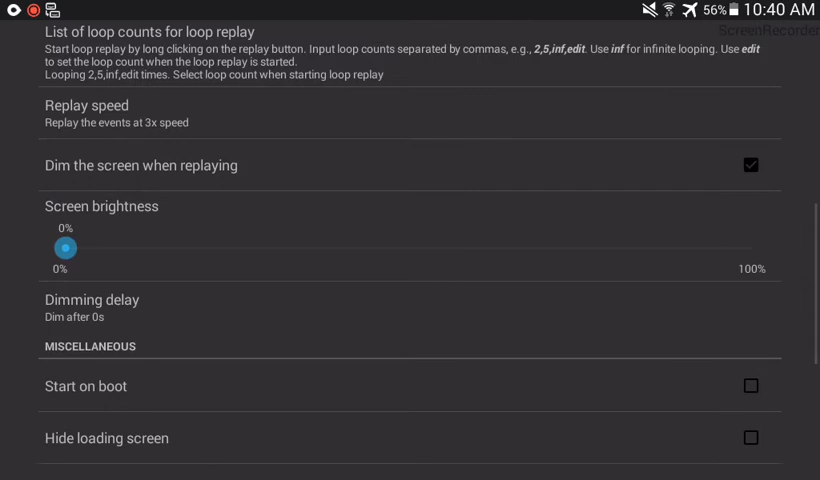 56% 10:40 AM
ScreenRecorder
List of loop counts for loop replay
Start loop replay by long clicking on the replay button. Input loop counts separated by commas, e.g., 2,5,inf,edit. Use inf for infinite looping. Use edit
to set the loop count when the loop replay is started.
Looping 2,5,inf,edit times. Select loop count when starting loop replay
Replay speed
Replay the events at 3x speed
Dim the screen when replaying
Screen brightness
0%
0% 100%
Dimming delay
Dim after 0s
MISCELLANEOUS
Start on boot
Hide loading screen